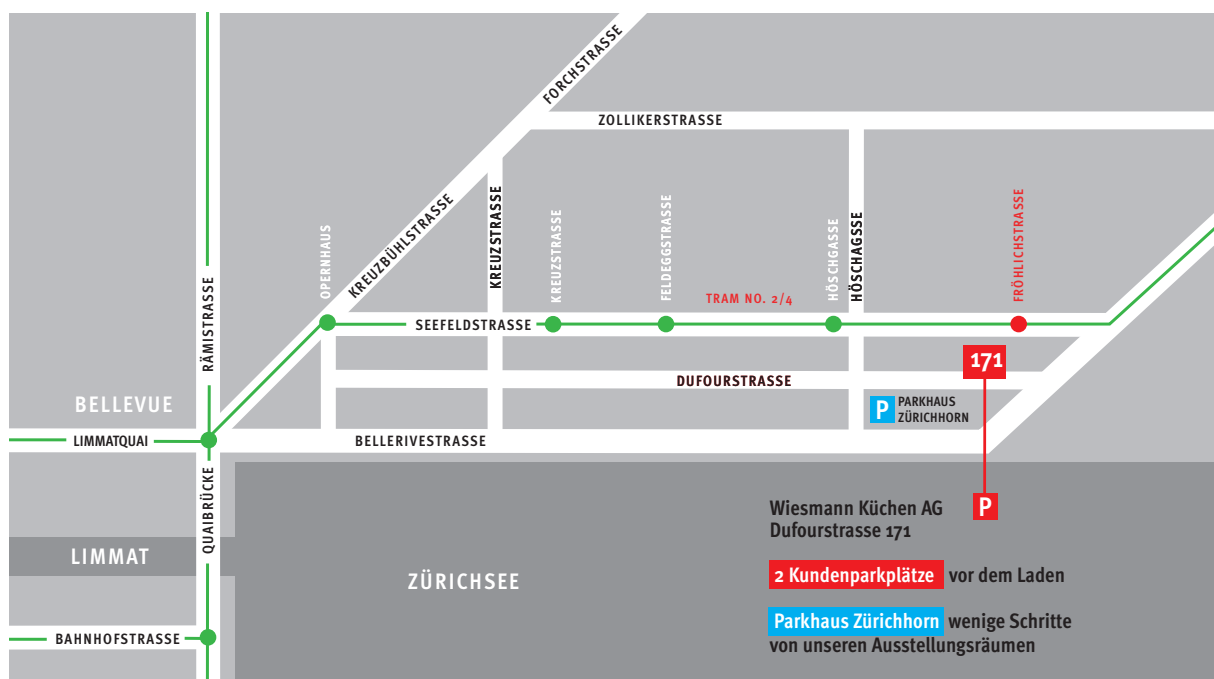 FORCHSTRASSE
ZOLLIKERSTRASSE
KREUZBÜHLSTRASSE
KREUZSTRASSE
OPERNHAUS
KREUZSTRASSE
FELDEGGSTRASSE
HÖSCHGASSE
HÖSCHAGSSE
FRÖHLICHSTRASSE
TRAM NO. 2/4
SEEFELDSTRASSE
RÄMISTRASSE
171
DUFOURSTRASSE
BELLEVUE
P PARKHAUS
ZÜRICHHORN
LIMMATQUAI
BELLERIVESTRASSE
QUAIBRÜCKE
P
Wiesmann Küchen AG
Dufourstrasse 171
LIMMAT
ZÜRICHSEE
2 Kundenparkplätze vor dem Laden
Parkhaus Zürichhorn wenige Schritte
von unseren Ausstellungsräumen
BAHNHOFSTRASSE